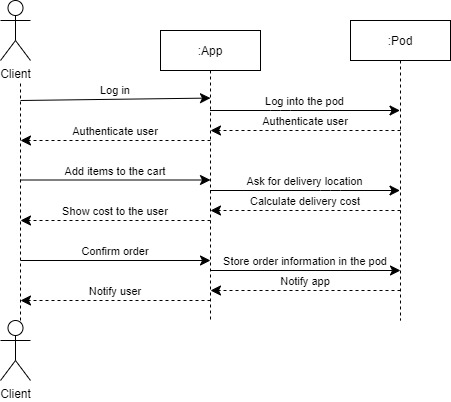 :App
:Pod
Client
Log in
Log into the pod
Authenticate user
Authenticate user
Add items to the cart
Ask for delivery location
Calculate delivery cost
Show cost to the user
Confirm order
Store order information in the pod
Notify app
Notify user
Client